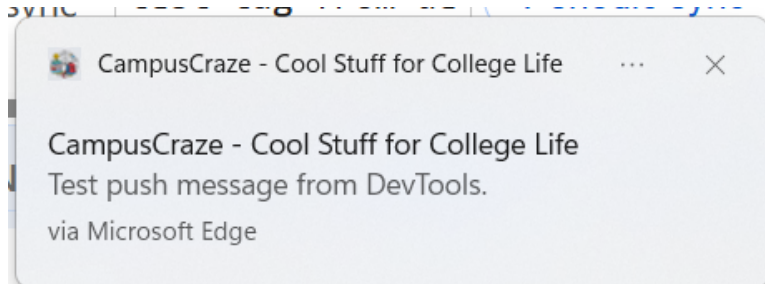 sync
CampusCraze - Cool Stuff for College Life
CampusCraze - Cool Stuff for College Life
Test push message from DevTools.
via Microsoft Edge